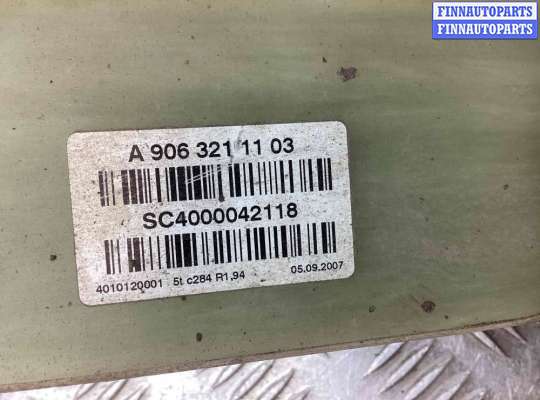 FINNAUTOPARTS
FINNAUTOPARTS
A 906 321 11 03
SC4000042118
4010120001 5t c284 R1.94 05.09.2007